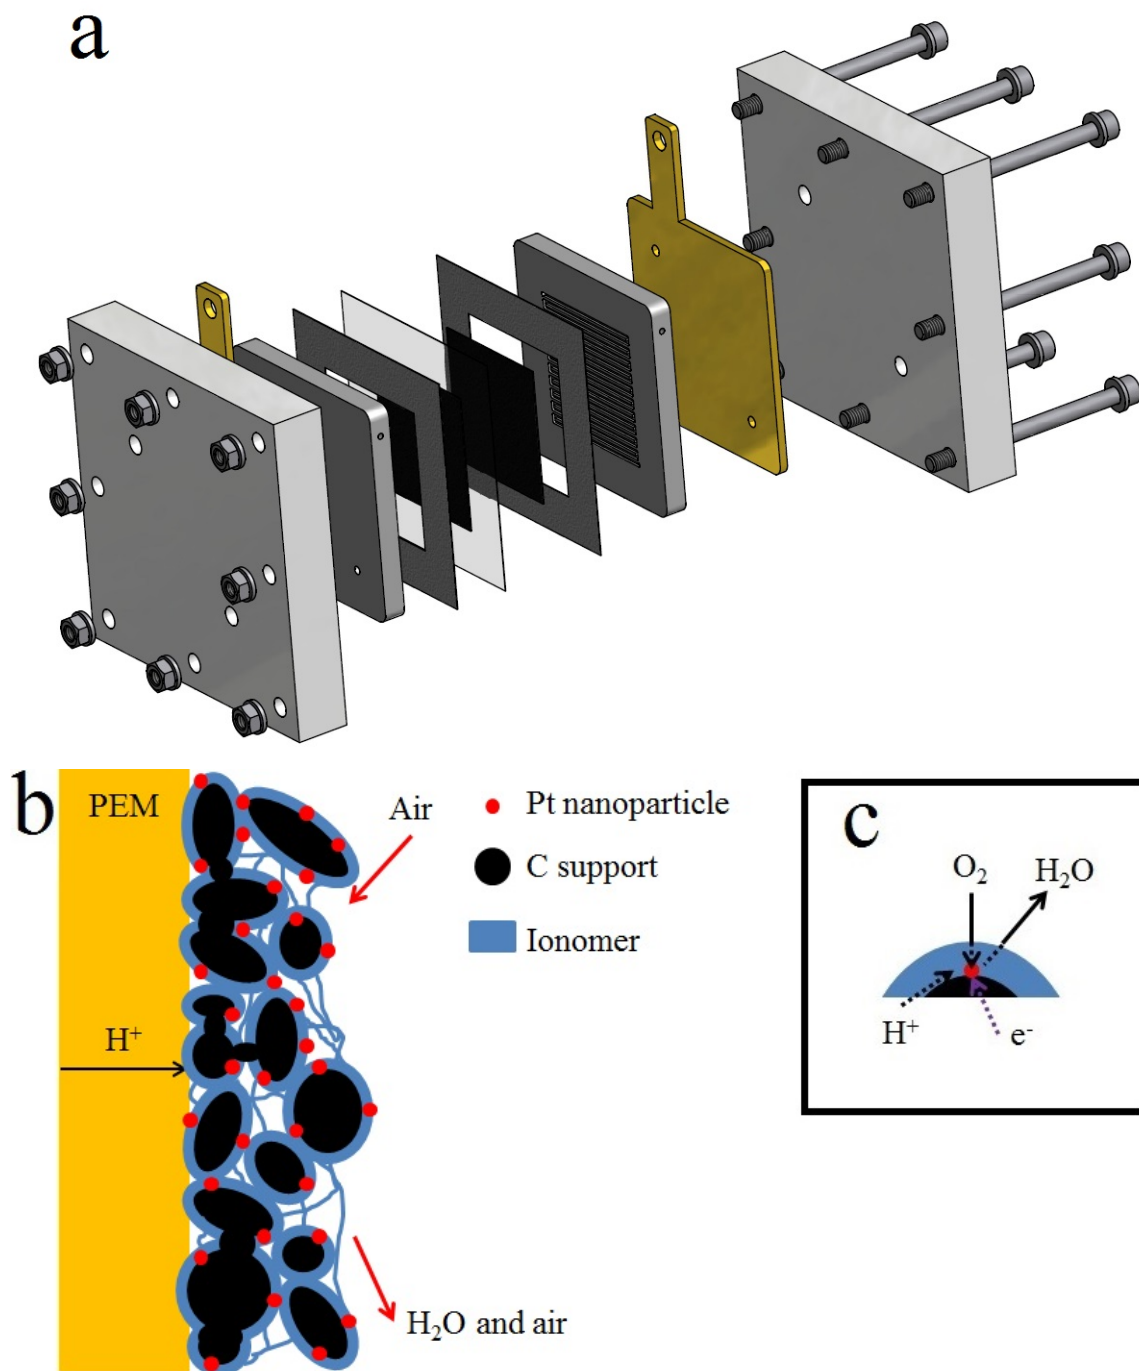 a
b
PEM
Air
Pt nanoparticle
C support
Ionomer
H⁺
H₂O and air
c
O₂
H₂O
H⁺
e⁻